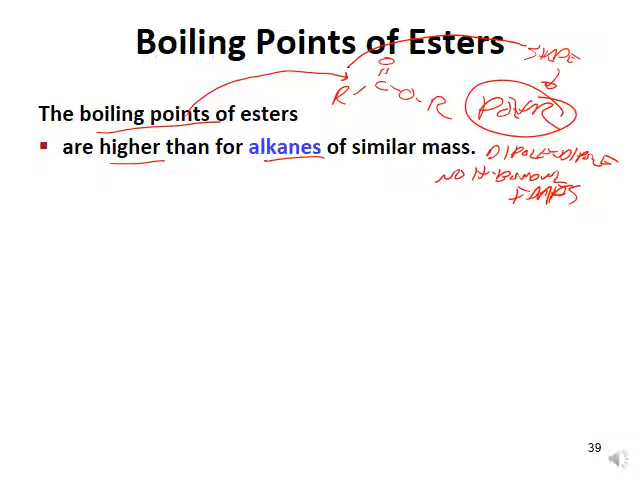 Boiling Points of Esters
O
R C O R
POLAR
The boiling points of esters
▪ are higher than for alkanes of similar mass.
DIPOLE-DIPOLE
NO H-BONDING
39